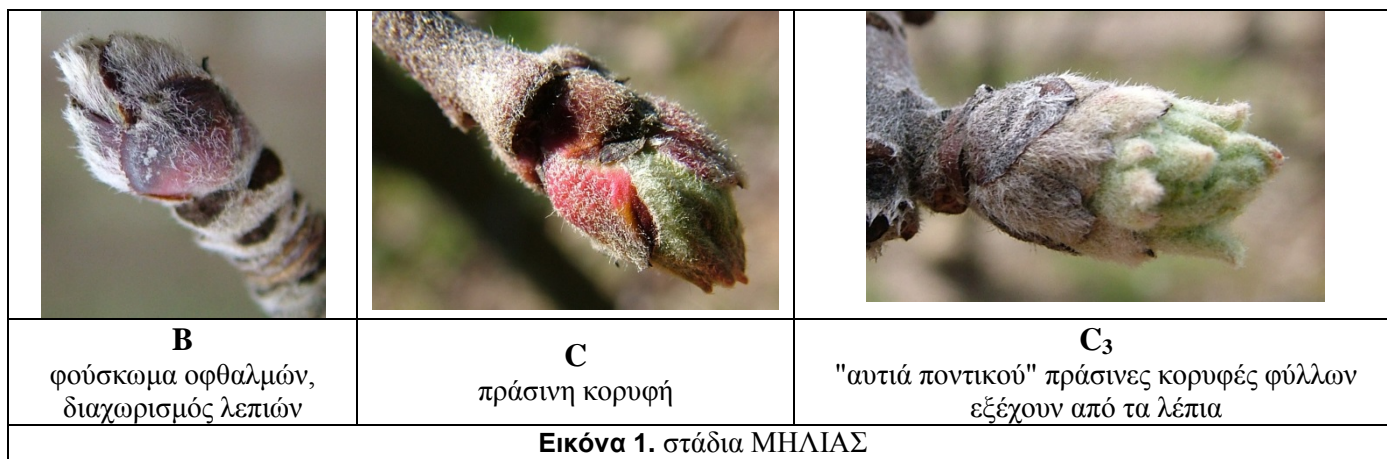 B
φούσκωμα οφθαλμών,
διαχωρισμός λεπιών
C
πράσινη κορυφή
C₃
"αυτιά ποντικού" πράσινες κορυφές φύλλων
εξέχουν από τα λέπια
Εικόνα 1. στάδια ΜΗΛΙΑΣ